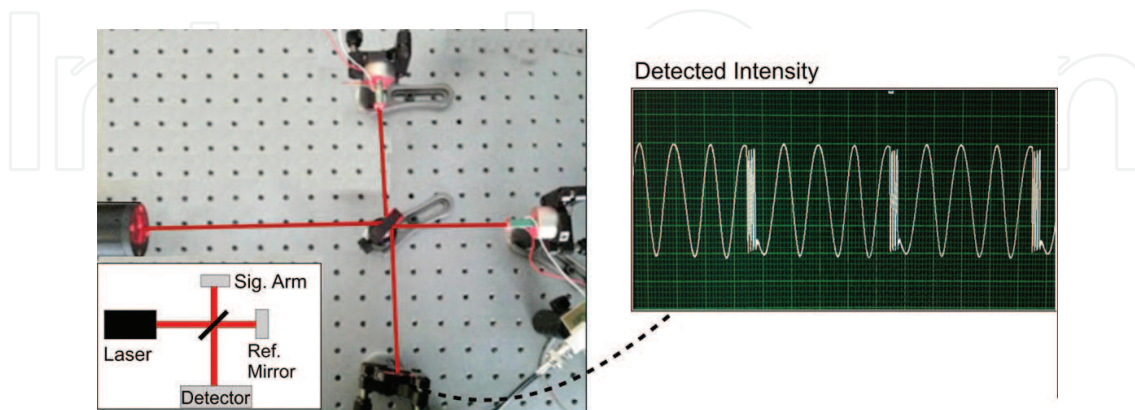 Detected Intensity
Sig. Arm
Laser
Ref.
Mirror
Detector